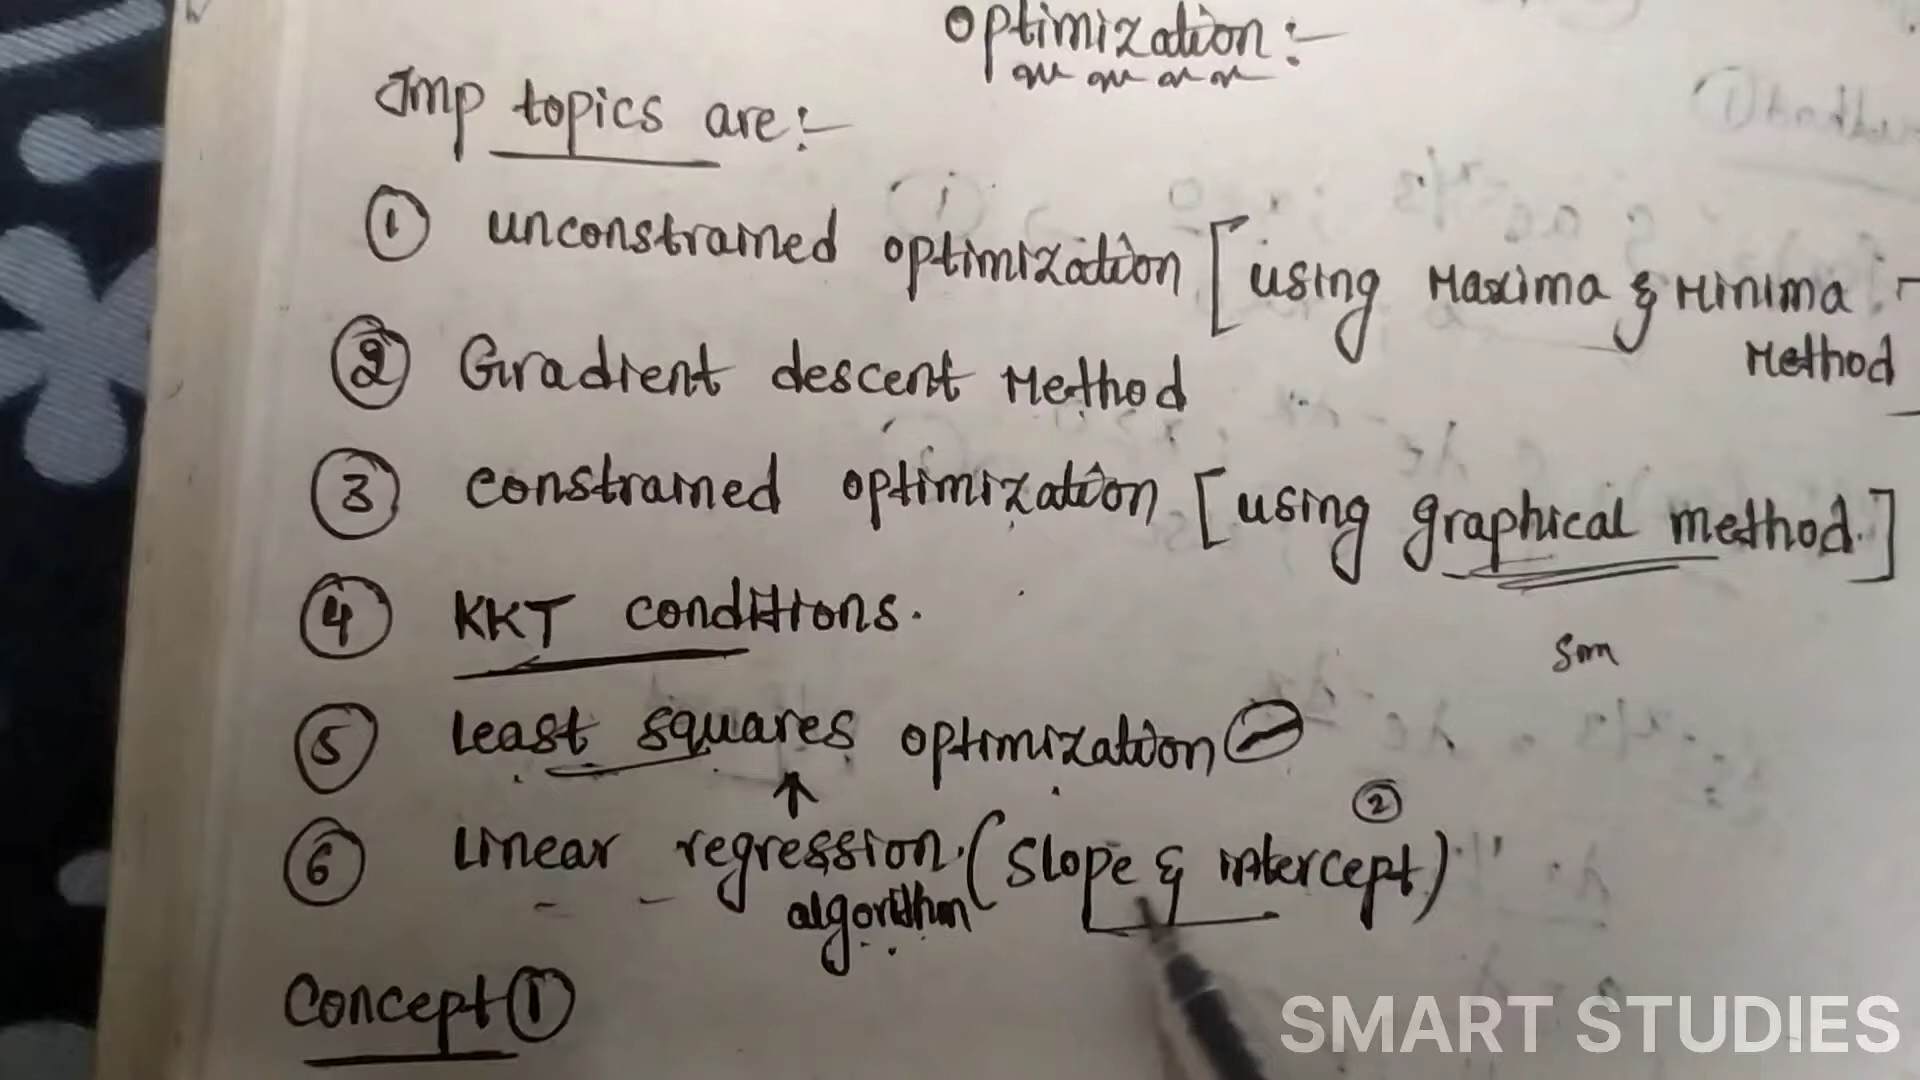 Optimization :-
Imp topics are :-
① unconstrained optimization [using Maxima & Minima Method]
② Gradient descent Method
③ constrained optimization [using graphical method.]
④ KKT conditions.
Som
⑤ Least squares optimization
↑ ②
⑥ Linear regression. (Slope & intercept)
algorithm
Concept ①
SMART STUDIES